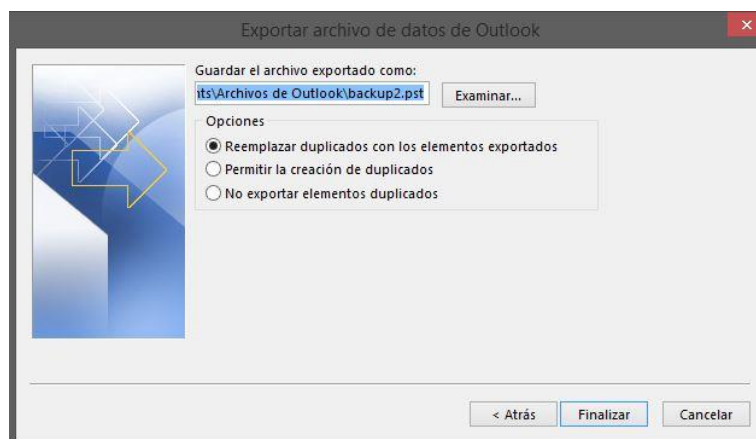 Exportar archivo de datos de Outlook
Guardar el archivo exportado como:
nts\Archivos de Outlook\backup2.pst
Examinar...
Opciones
Reemplazar duplicados con los elementos exportados
Permitir la creación de duplicados
No exportar elementos duplicados
< Atrás
Finalizar
Cancelar